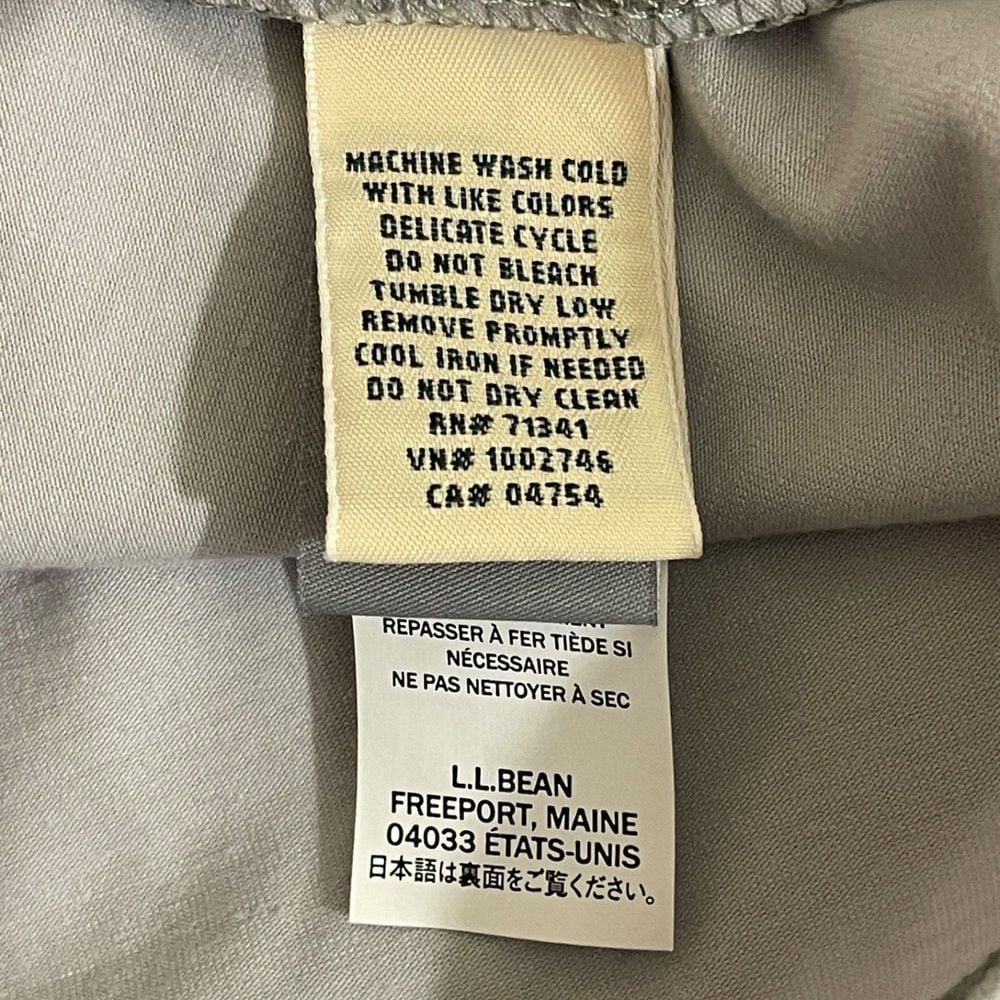 MACHINE WASH COLD
WITH LIKE COLORS
DELICATE CYCLE
DO NOT BLEACH
TUMBLE DRY LOW
REMOVE PROMPTLY
COOL IRON IF NEEDED
DO NOT DRY CLEAN
RN# 71341
VN# 1002746
CA# 04754
REPASSER À FER TIÈDE SI
NÉCESSAIRE
NE PAS NETTOYER À SEC
L.L.BEAN
FREEPORT, MAINE
04033 ÉTATS-UNIS
日本語は裏面をご覧ください。